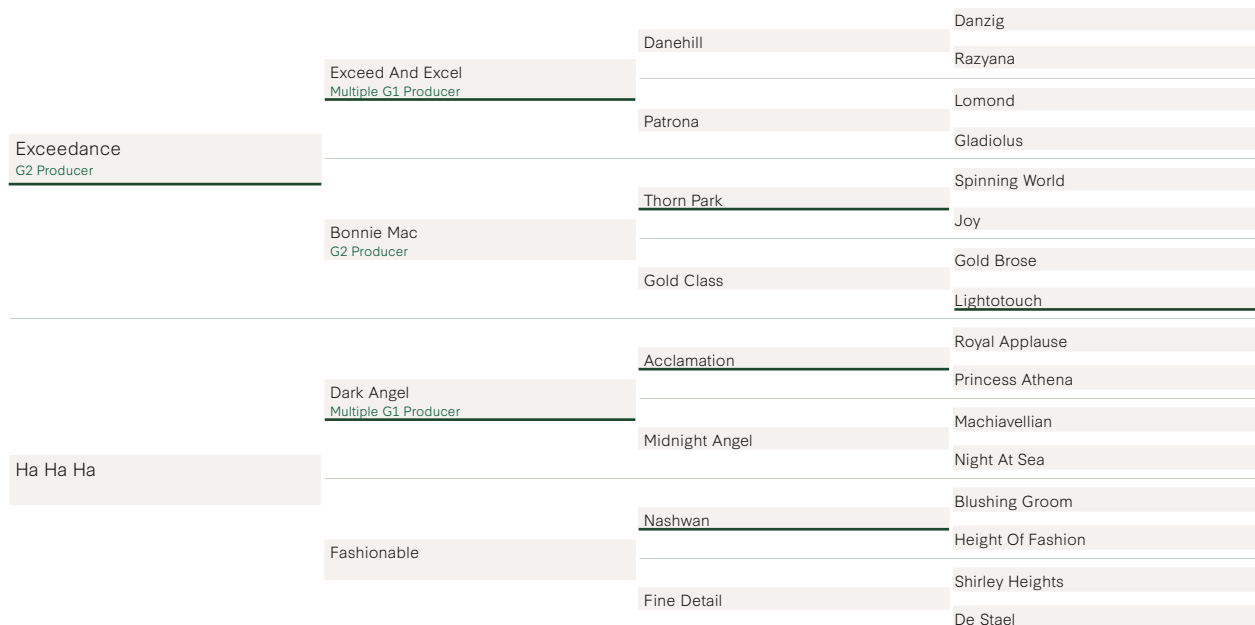 Exceedance
G2 Producer
Exceed And Excel
Multiple G1 Producer
Danehill
Danzig
Razyana
Patrona
Lomond
Gladiolus
Bonnie Mac
G2 Producer
Thorn Park
Spinning World
Joy
Gold Class
Gold Brose
Lightotouch
Ha Ha Ha
Dark Angel
Multiple G1 Producer
Acclamation
Royal Applause
Princess Athena
Midnight Angel
Machiavellian
Night At Sea
Fashionable
Nashwan
Blushing Groom
Height Of Fashion
Fine Detail
Shirley Heights
De Stael